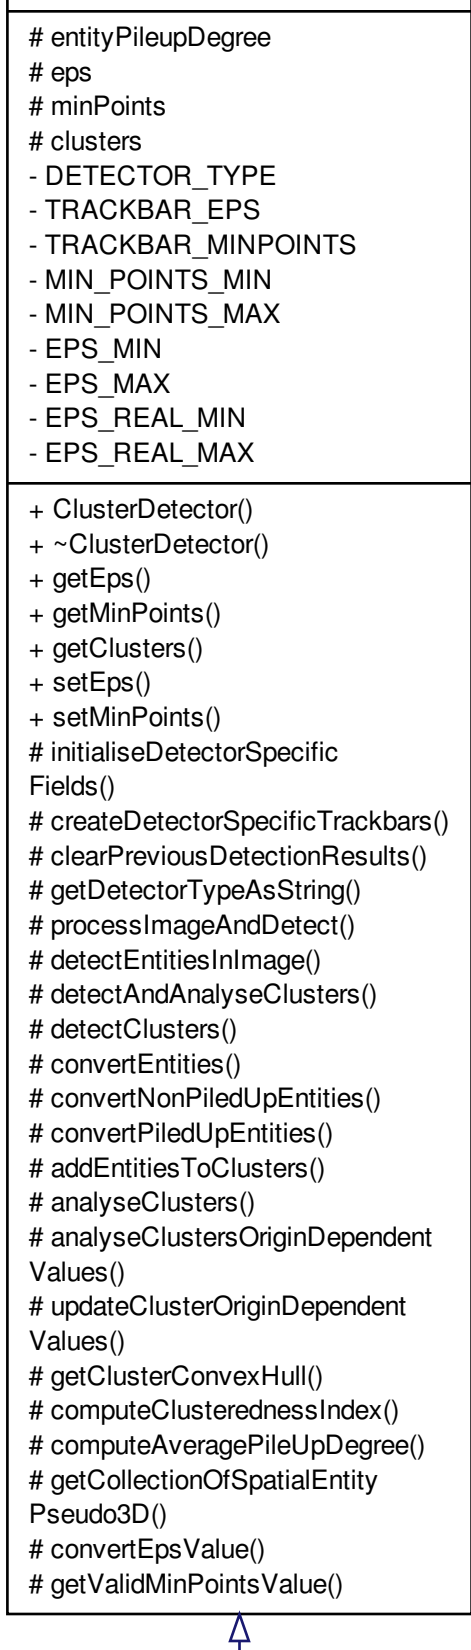 # entityPileupDegree
# eps
# minPoints
# clusters
- DETECTOR_TYPE
- TRACKBAR_EPS
- TRACKBAR_MINPOINTS
- MIN_POINTS_MIN
- MIN_POINTS_MAX
- EPS_MIN
- EPS_MAX
- EPS_REAL_MIN
- EPS_REAL_MAX
+ ClusterDetector()
+ ~ClusterDetector()
+ getEps()
+ getMinPoints()
+ getClusters()
+ setEps()
+ setMinPoints()
# initialiseDetectorSpecific
Fields()
# createDetectorSpecificTrackbars()
# clearPreviousDetectionResults()
# getDetectorTypeAsString()
# processImageAndDetect()
# detectEntitiesInImage()
# detectAndAnalyseClusters()
# detectClusters()
# convertEntities()
# convertNonPiledUpEntities()
# convertPiledUpEntities()
# addEntitiesToClusters()
# analyseClusters()
# analyseClustersOriginDependent
Values()
# updateClusterOriginDependent
Values()
# getClusterConvexHull()
# computeClusterednessIndex()
# computeAveragePileUpDegree()
# getCollectionOfSpatialEntity
Pseudo3D()
# convertEpsValue()
# getValidMinPointsValue()